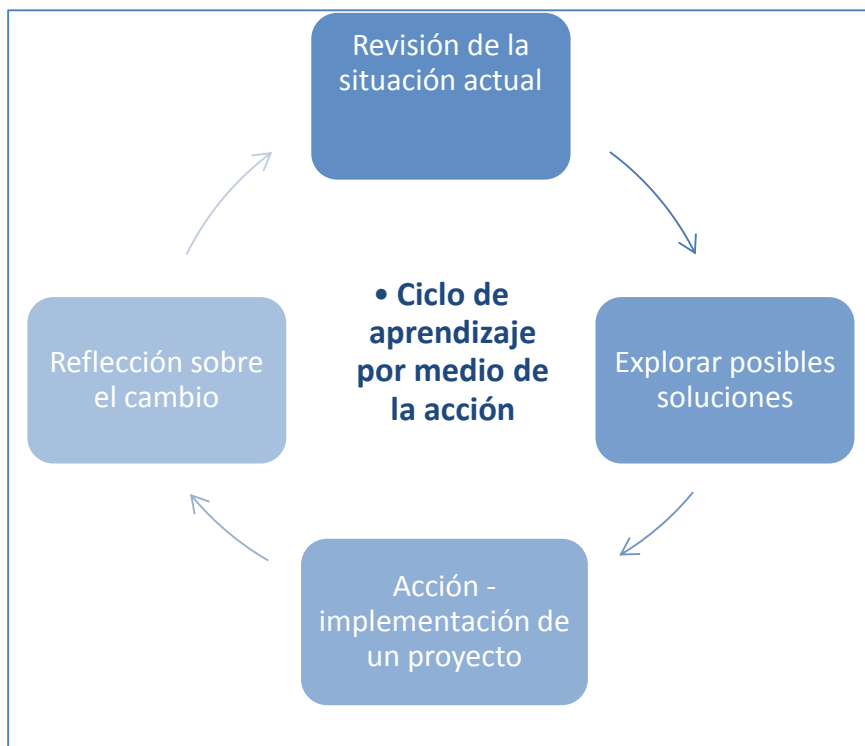 Revisión de la
situación actual
• Ciclo de
aprendizaje
por medio de
la acción
Explorar posibles
soluciones
Acción -
implementación de
un proyecto
Reflección sobre
el cambio